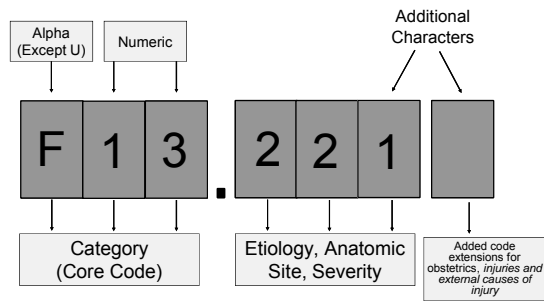 Additional
Characters
Alpha
(Except U)
Numeric
F 1 3 . 2 2 1
Category
(Core Code)
Etiology, Anatomic
Site, Severity
Added code
extensions for
obstetrics, injuries and
external causes of
injury